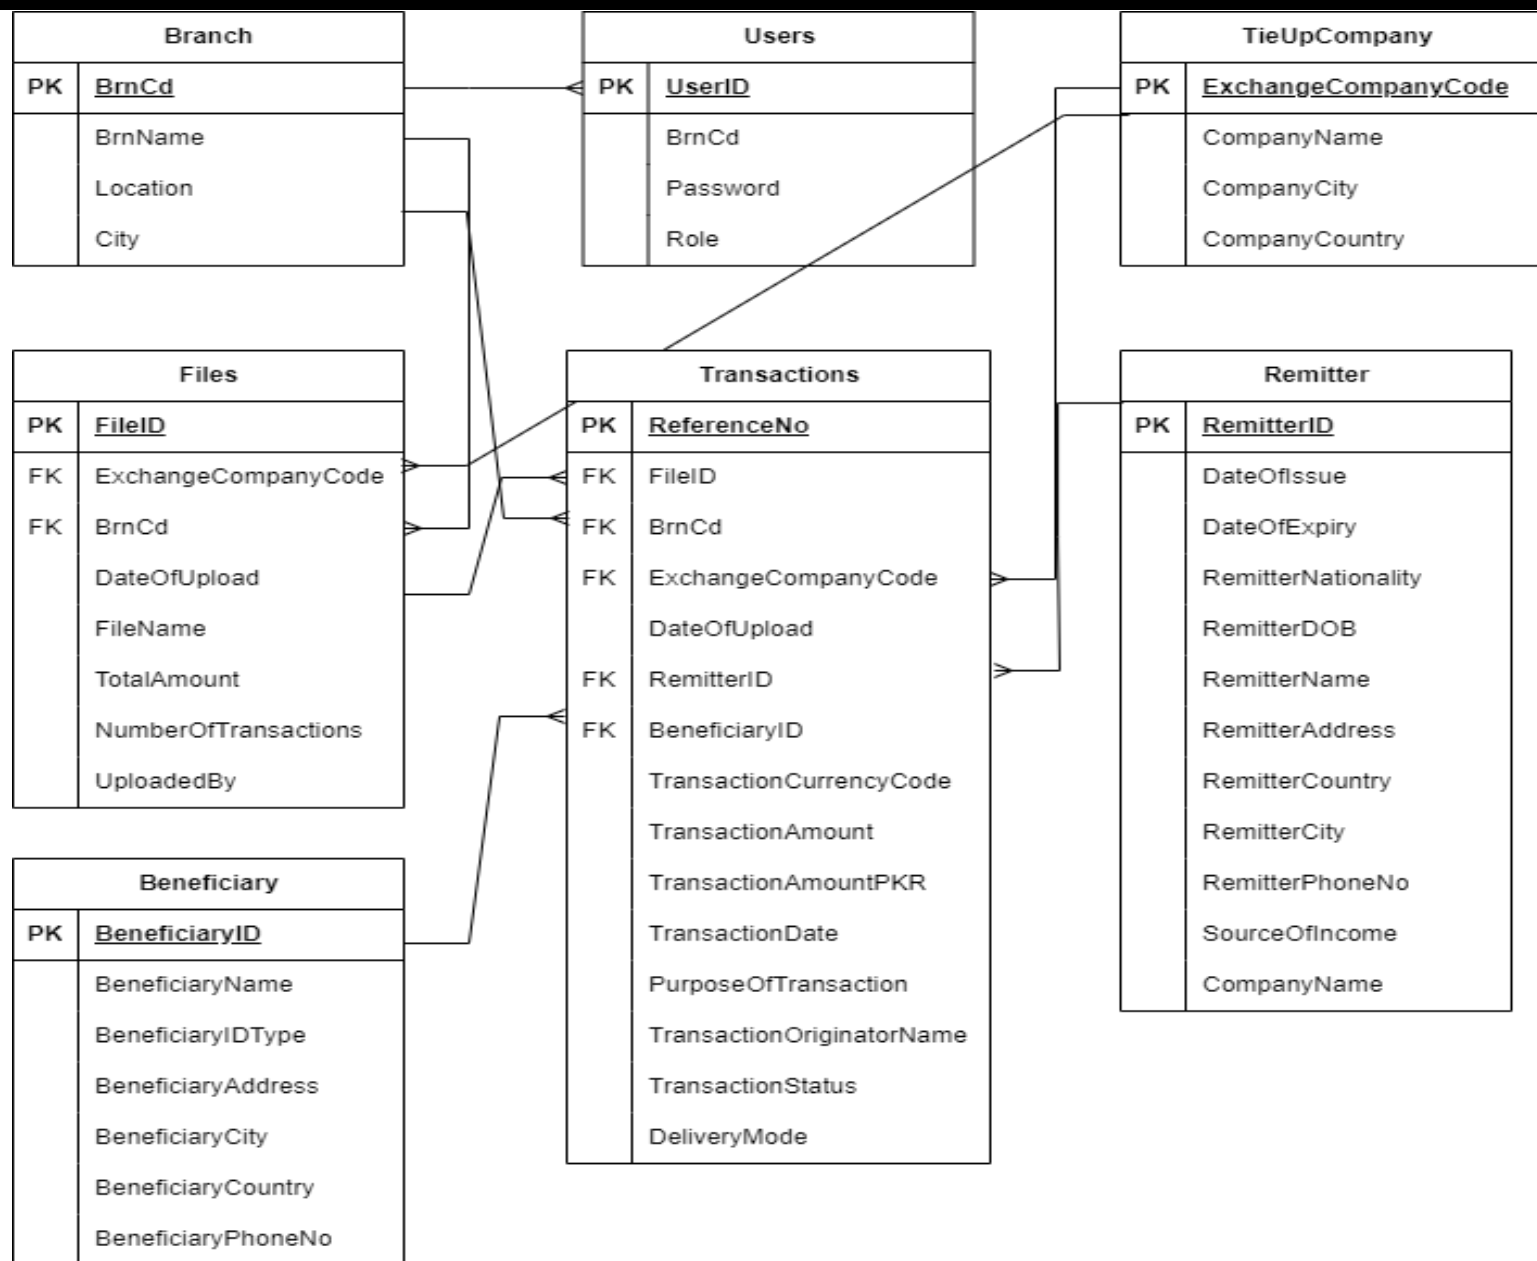 Branch
PK BrnCd
BrnName
Location
City
Users
PK UserID
BrnCd
Password
Role
TieUpCompany
PK ExchangeCompanyCode
CompanyName
CompanyCity
CompanyCountry
Files
PK FileID
FK ExchangeCompanyCode
FK BrnCd
DateOfUpload
FileName
TotalAmount
NumberOfTransactions
UploadedBy
Transactions
PK ReferenceNo
FK FileID
FK BrnCd
FK ExchangeCompanyCode
DateOfUpload
FK RemitterID
FK BeneficiaryID
TransactionCurrencyCode
TransactionAmount
TransactionAmountPKR
TransactionDate
PurposeOfTransaction
TransactionOriginatorName
TransactionStatus
DeliveryMode
Remitter
PK RemitterID
DateOfIssue
DateOfExpiry
RemitterNationality
RemitterDOB
RemitterName
RemitterAddress
RemitterCountry
RemitterCity
RemitterPhoneNo
SourceOfIncome
CompanyName
Beneficiary
PK BeneficiaryID
BeneficiaryName
BeneficiaryIDType
BeneficiaryAddress
BeneficiaryCity
BeneficiaryCountry
BeneficiaryPhoneNo